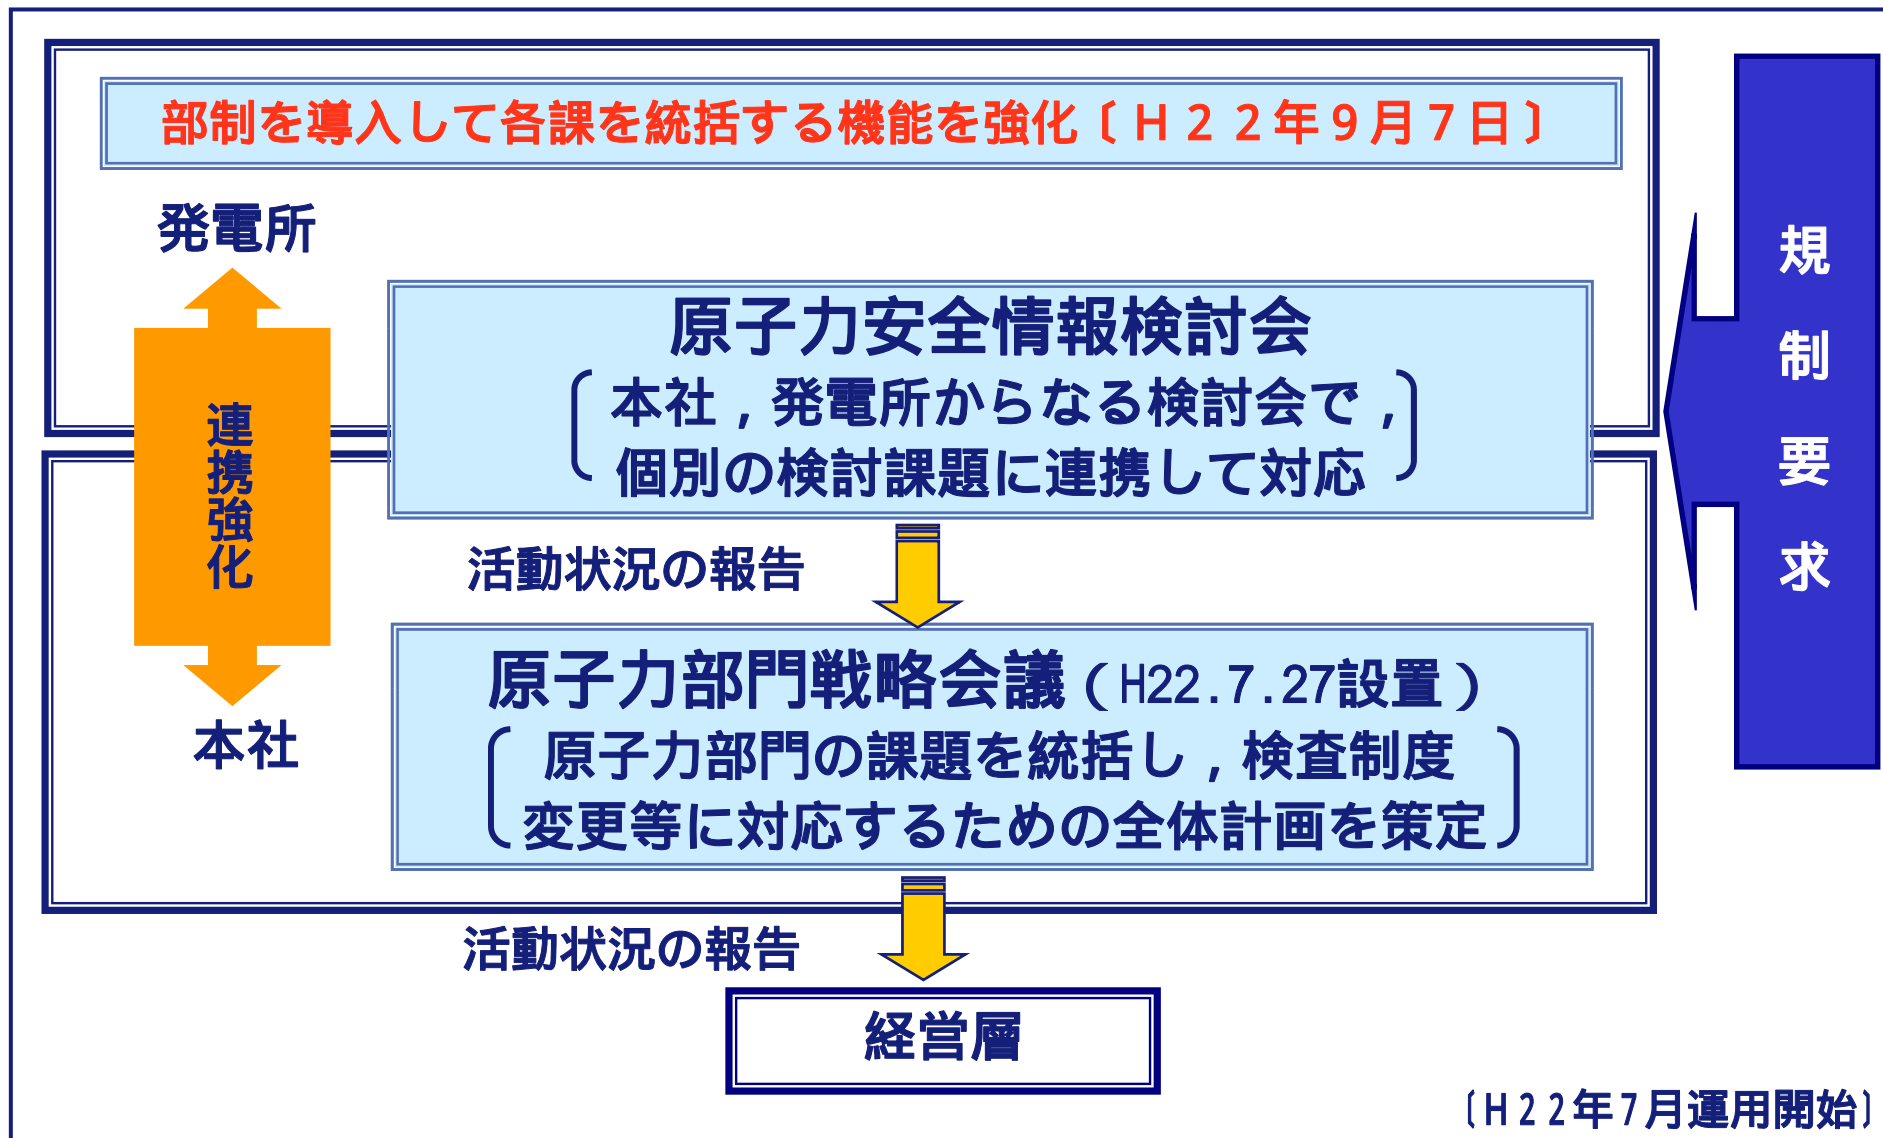 部制を導入して各課を統括する機能を強化〔Ｈ２２年９月７日〕
発電所
連携強化
本社
原子力安全情報検討会
本社，発電所からなる検討会で，
個別の検討課題に連携して対応
活動状況の報告
原子力部門戦略会議（H22.7.27設置）
原子力部門の課題を統括し，検査制度
変更等に対応するための全体計画を策定
活動状況の報告
経営層
規制要求
〔Ｈ２２年７月運用開始〕